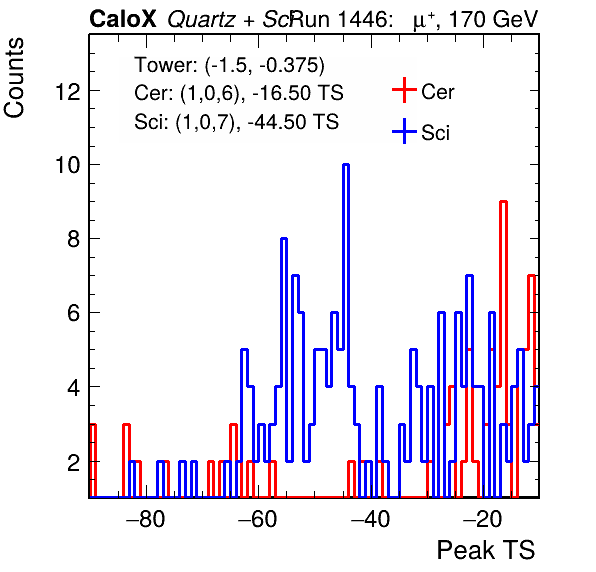 CaloX Quartz + Sci Run 1446: μ+, 170 GeV
Counts
Tower: (-1.5, -0.375)
Cer: (1,0,6), -16.50 TS
Sci: (1,0,7), -44.50 TS
Cer
Sci
12
10
8
6
4
2
−80 −60 −40 −20
Peak TS